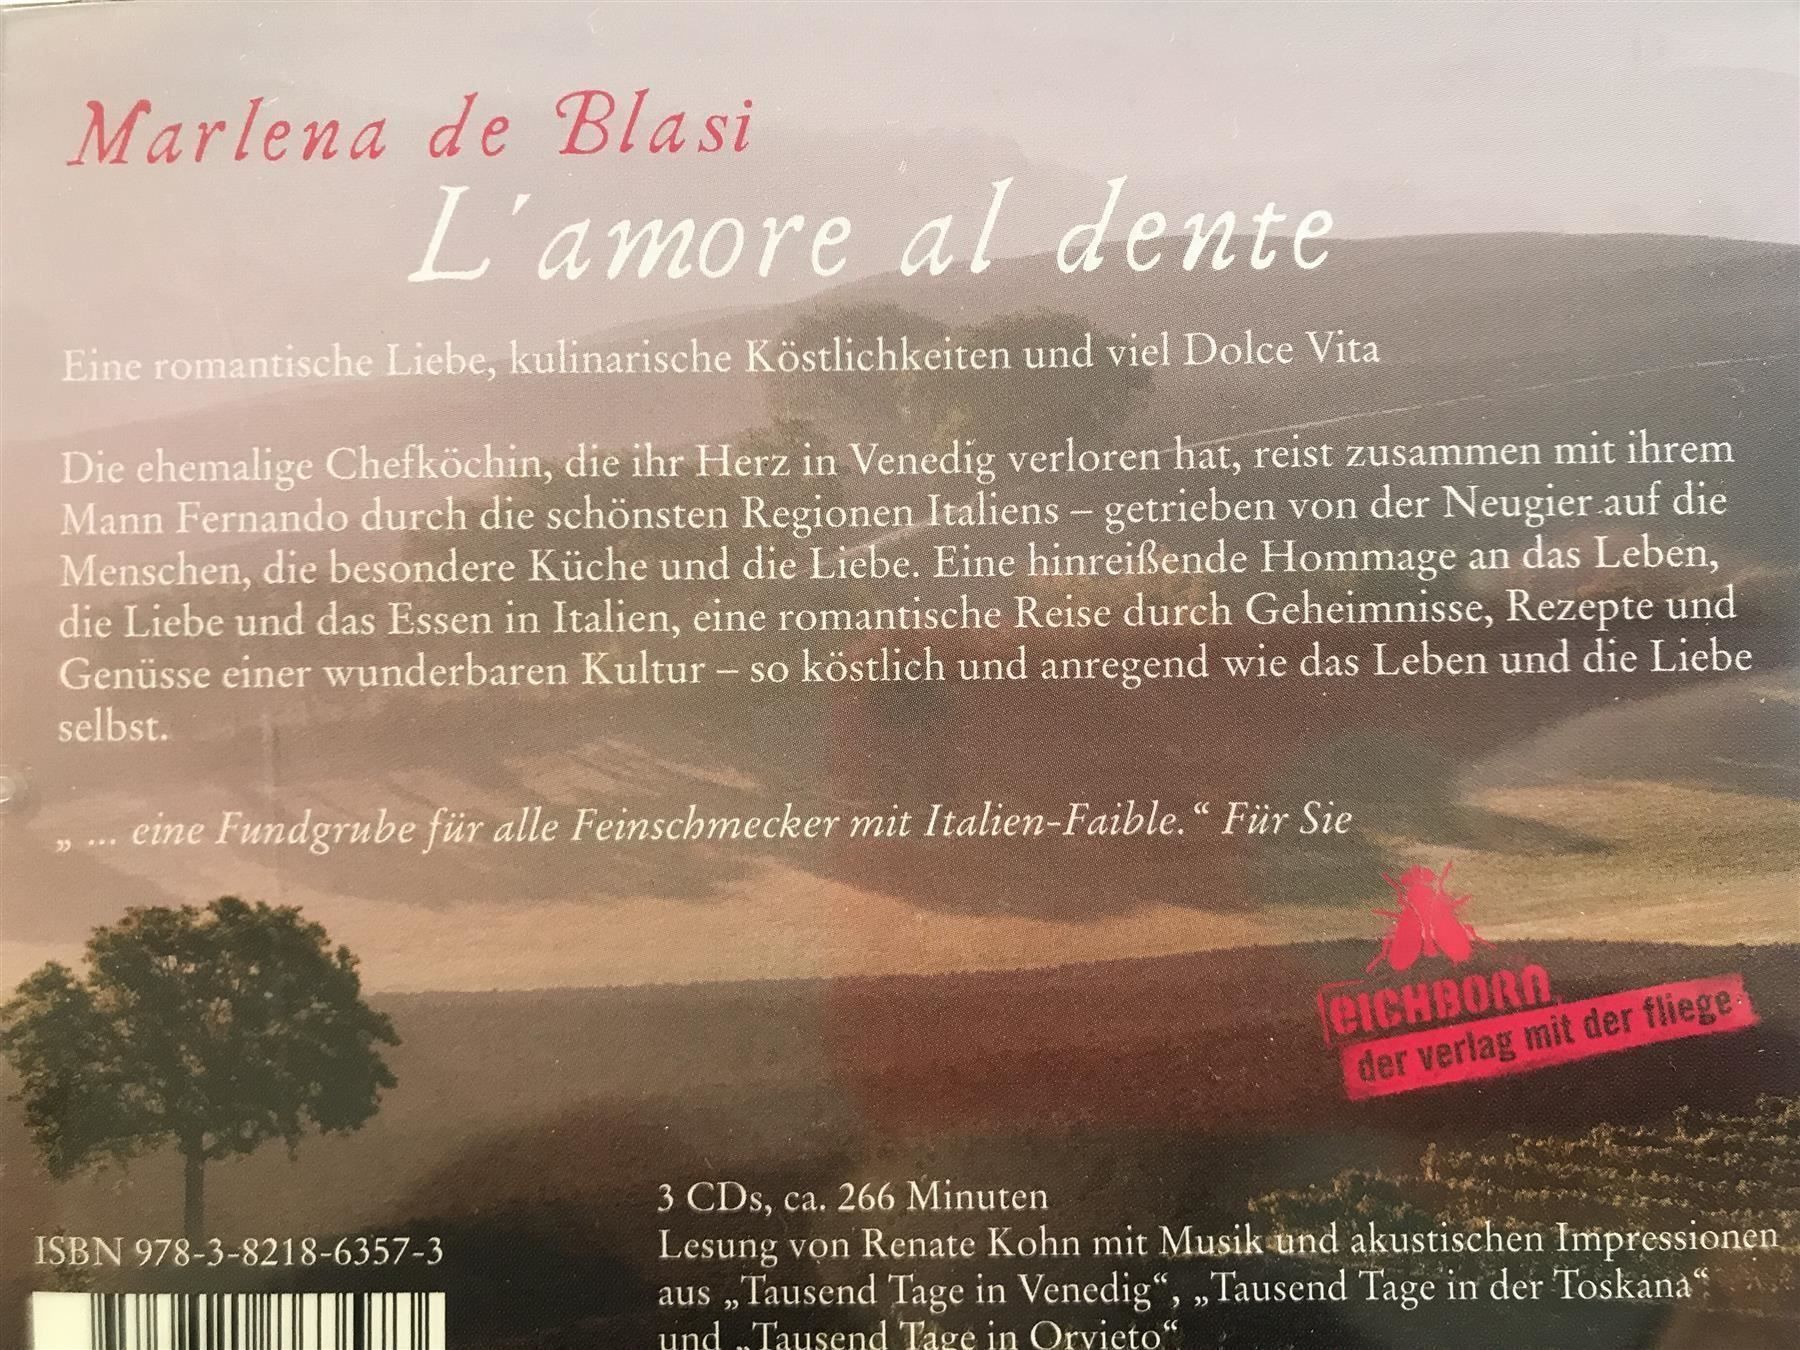 Marlena de Blasi
L'amore al dente
Eine romantische Liebe, kulinarische Köstlichkeiten und viel Dolce Vita
Die ehemalige Chefköchin, die ihr Herz in Venedig verloren hat, reist zusammen mit ihrem
Mann Fernando durch die schönsten Regionen Italiens – getrieben von der Neugier auf die
Menschen, die besondere Küche und die Liebe. Eine hinreißende Hommage an das Leben,
die Liebe und das Essen in Italien, eine romantische Reise durch Geheimnisse, Rezepte und
Genüsse einer wunderbaren Kultur – so köstlich und anregend wie das Leben und die Liebe
selbst.
„ ... eine Fundgrube für alle Feinschmecker mit Italien-Faible.“ Für Sie
eICHBORN
der verlag mit der fliege
3 CDs, ca. 266 Minuten
ISBN 978-3-8218-6357-3
Lesung von Renate Kohn mit Musik und akustischen Impressionen
aus „Tausend Tage in Venedig“, „Tausend Tage in der Toskana“
und „Tausend Tage in Orvieto“